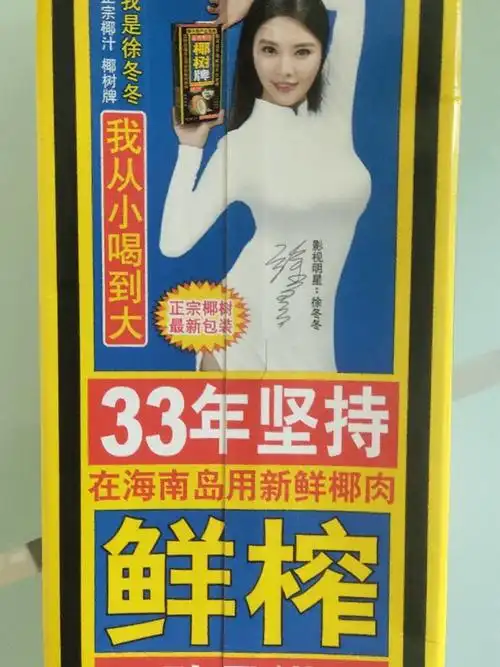 我是徐冬冬
正宗椰汁 椰树牌
我从小喝到大
椰树牌
影视明星：徐冬冬
正宗椰树
最新包装
33年坚持
在海南岛用新鲜椰肉
鲜榨